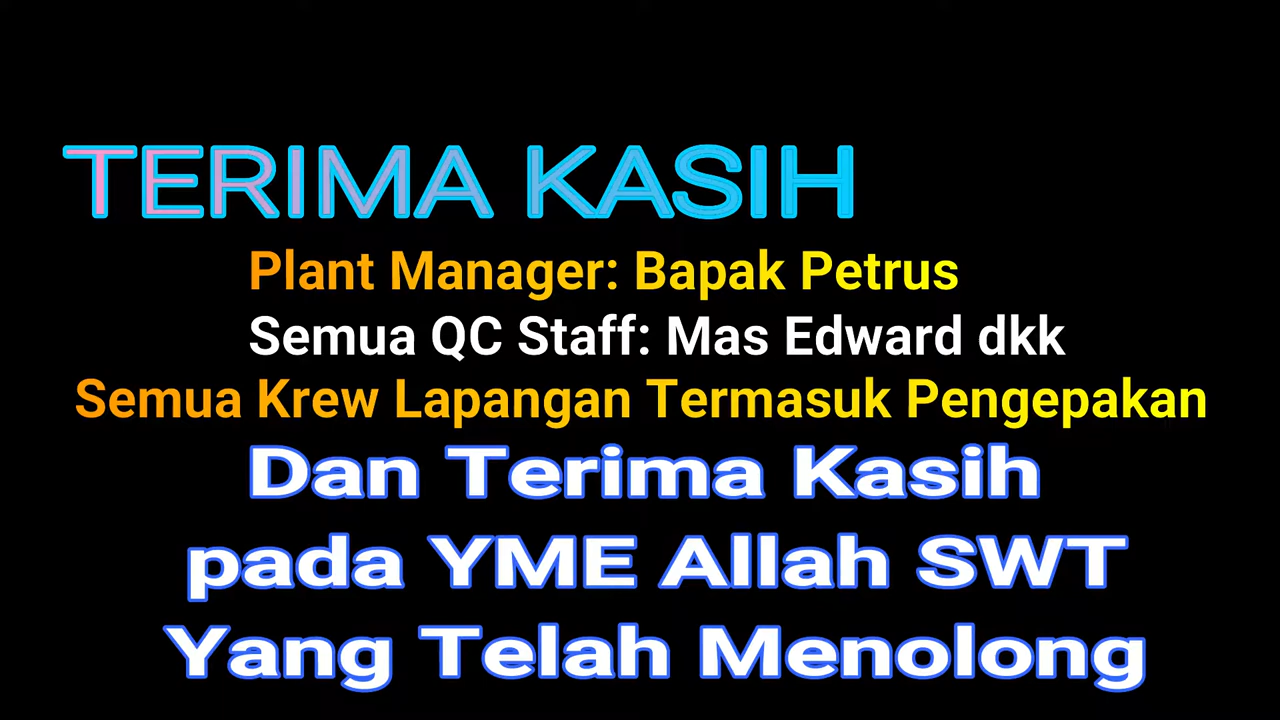 TERIMA KASIH
Plant Manager: Bapak Petrus
Semua QC Staff: Mas Edward dkk
Semua Krew Lapangan Termasuk Pengepakan
Dan Terima Kasih
pada YME Allah SWT
Yang Telah Menolong